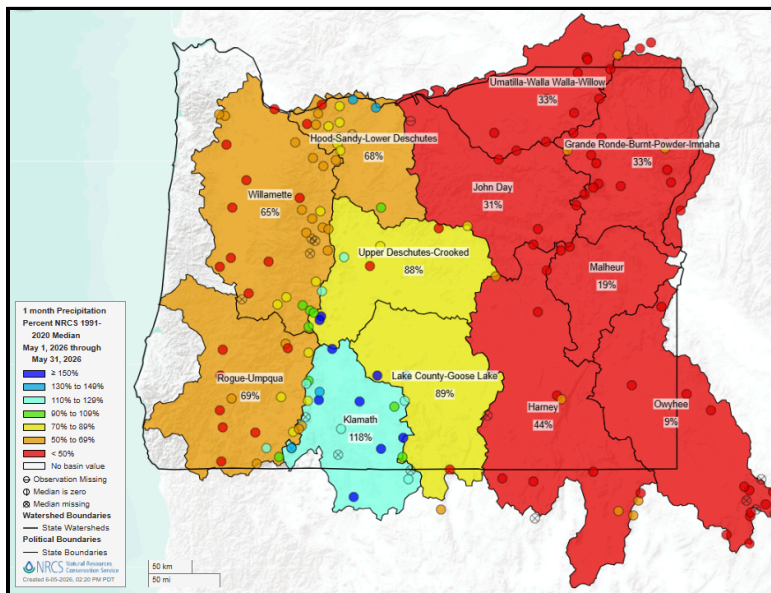 Umatilla-Walla Walla-Willow
33%
Hood-Sandy-Lower Deschutes
68%
Grande Ronde-Burnt-Powder-Imnaha
33%
Willamette
65%
John Day
31%
Upper Deschutes-Crooked
88%
Malheur
19%
Rogue-Umpqua
69%
Lake County-Goose Lake
89%
Klamath
118%
Harney
44%
Owyhee
9%
1 month Precipitation
Percent NRCS 1991-
2020 Median
May 1, 2026 through
May 31, 2026
≥ 150%
130% to 149%
110% to 129%
90% to 109%
70% to 89%
50% to 69%
< 50%
No basin value
Observation Missing
Median is zero
Median missing
Watershed Boundaries
State Watersheds
Political Boundaries
State Boundaries
NRCS Natural Resources
Conservation Service
Created 6-05-2026, 02:20 PM PDT
50 km
50 mi